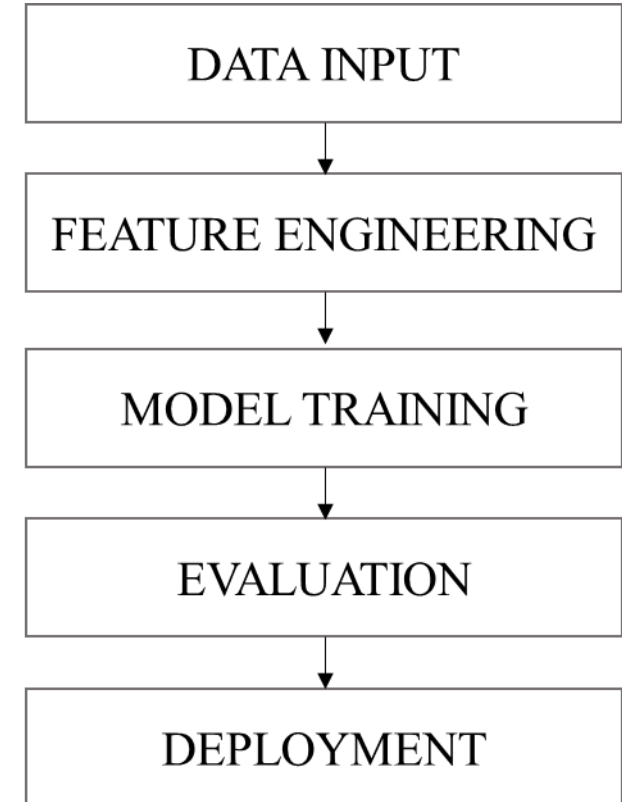 DATA INPUT
FEATURE ENGINEERING
MODEL TRAINING
EVALUATION
DEPLOYMENT